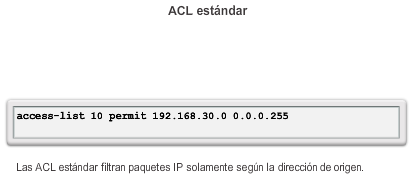 ACL estándar
access-list 10 permit 192.168.30.0 0.0.0.255
Las ACL estándar filtran paquetes IP solamente según la dirección de origen.